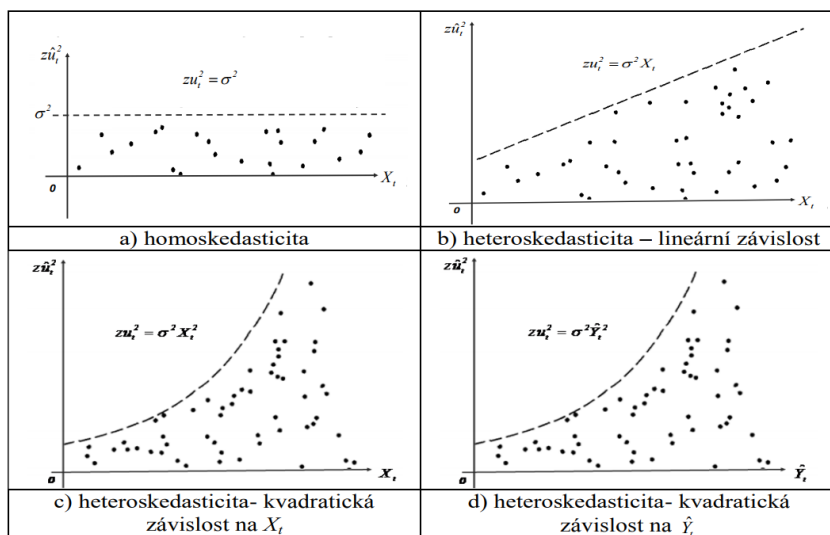 zû²ₜ
zu²ₜ = σ²
σ²
0
Xₜ
a) homoskedasticita
zû²ₜ
zu²ₜ = σ²Xₜ
0
Xₜ
b) heteroskedasticita – lineární závislost
zû²ₜ
zu²ₜ = σ²X²ₜ
0
Xₜ
c) heteroskedasticita- kvadratická
závislost na Xₜ
zû²ₜ
zu²ₜ = σ²Ŷ²ₜ
0
Ŷₜ
d) heteroskedasticita- kvadratická
závislost na Ŷₜ